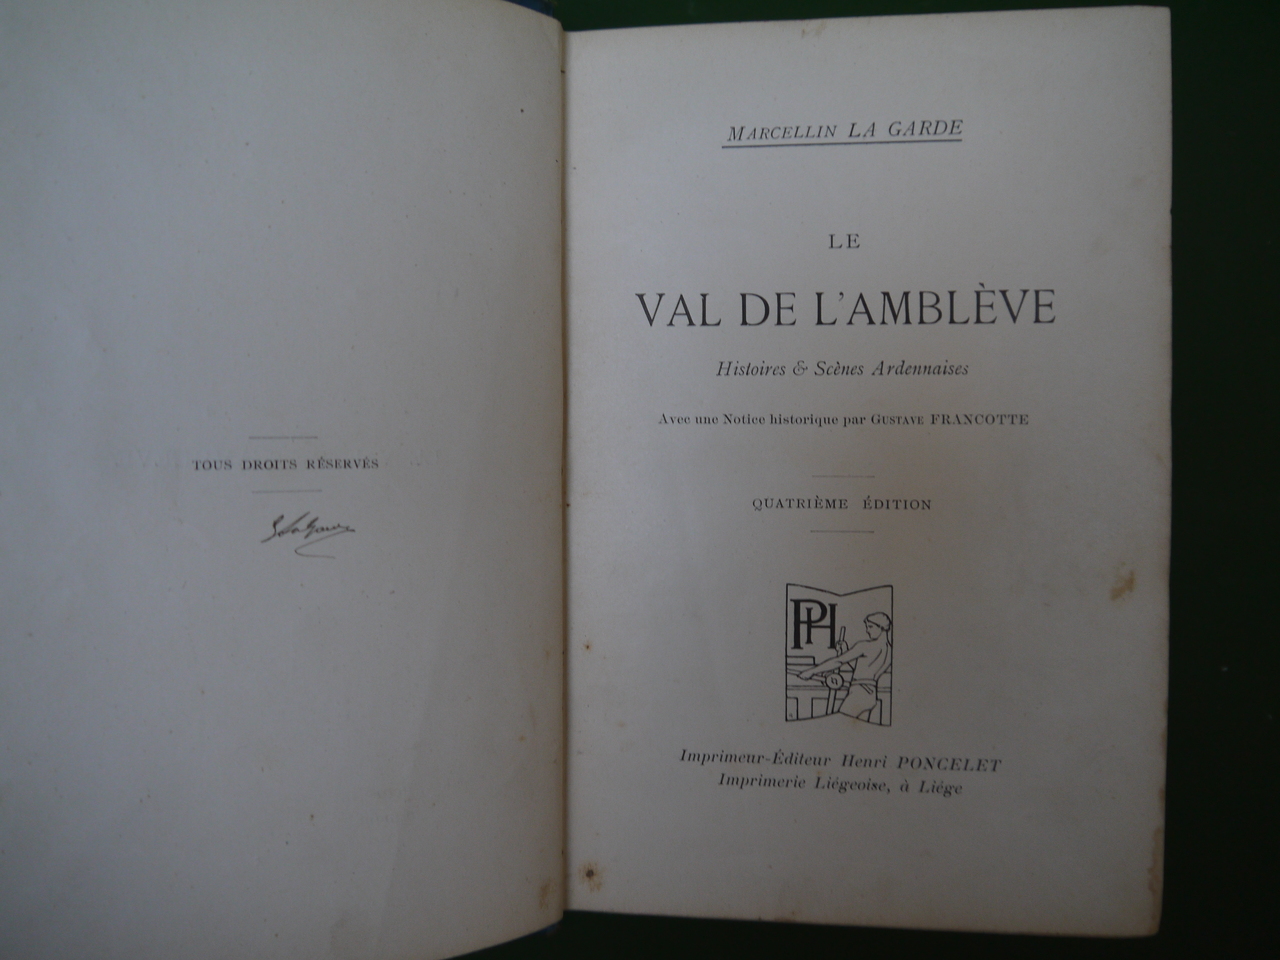 TOUS DROITS RÉSERVÉS
MARCELLIN LA GARDE
LE
VAL DE L'AMBLÈVE
Histoires & Scènes Ardennaises
Avec une Notice historique par GUSTAVE FRANCOTTE
QUATRIÈME ÉDITION
PH
Imprimeur-Éditeur Henri PONCELET
Imprimerie Liégeoise, à Liége